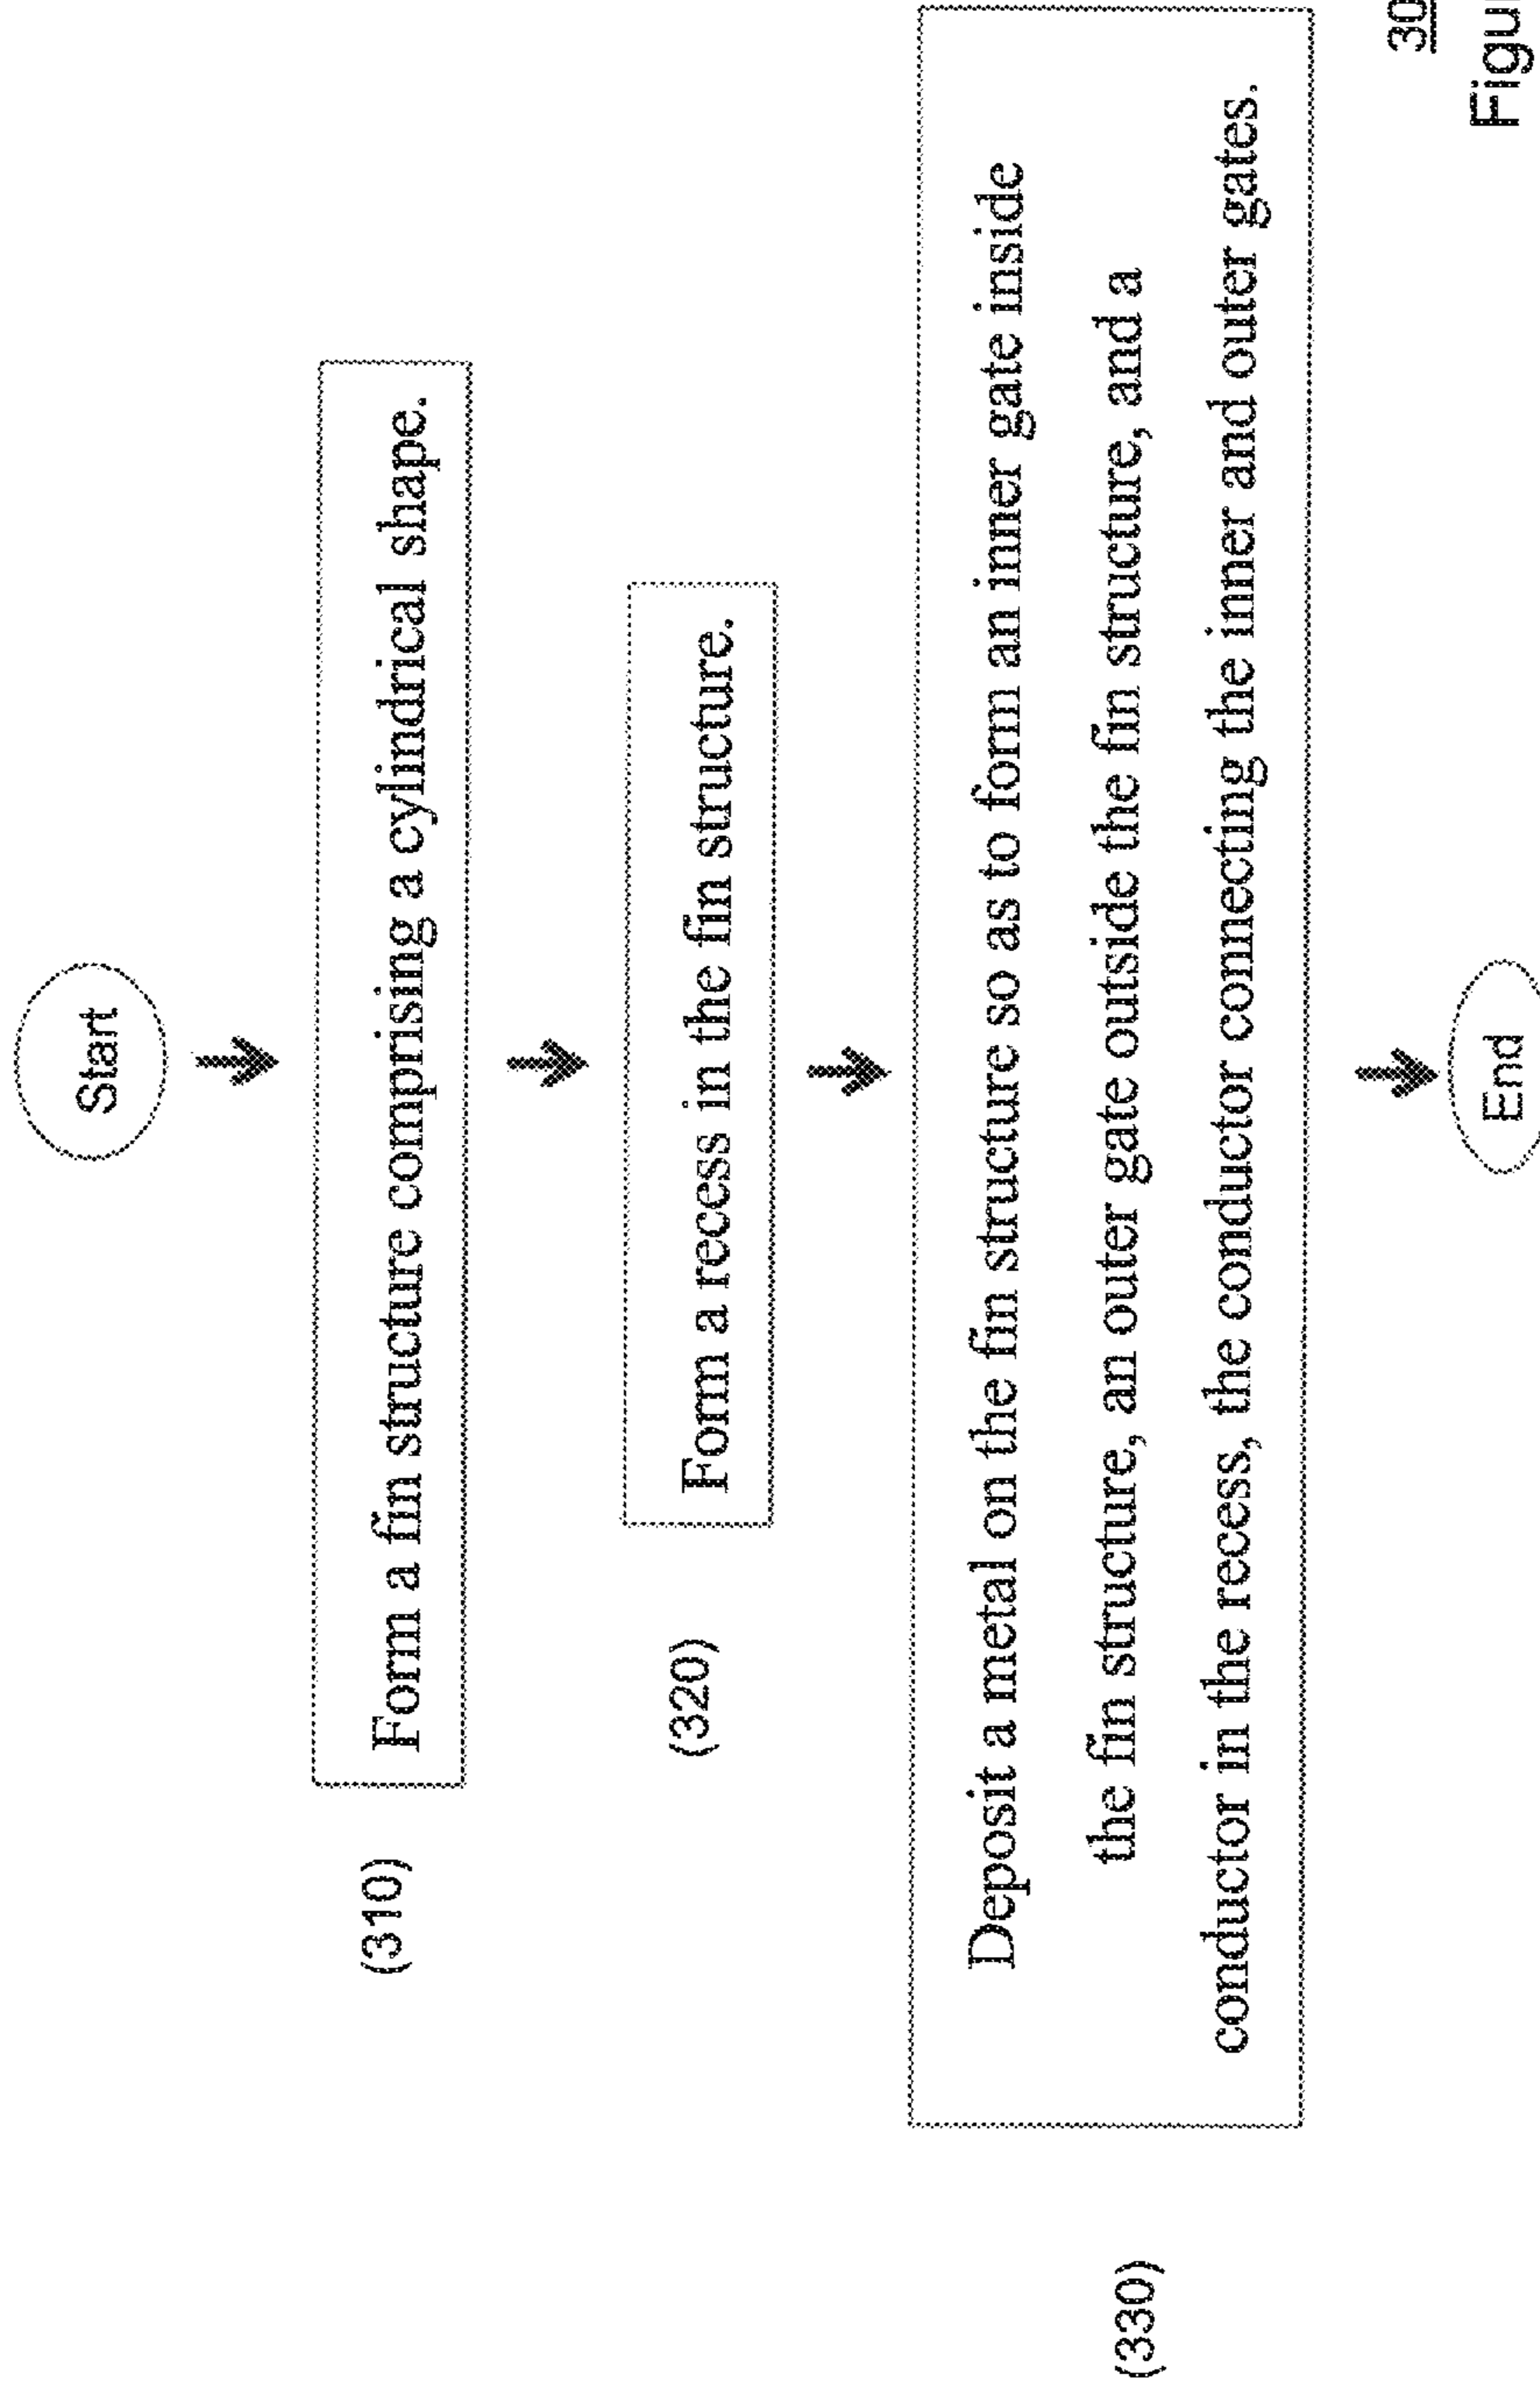 Start
(310)
Form a fin structure comprising a cylindrical shape.
(320)
Form a recess in the fin structure.
(330)
Deposit a metal on the fin structure so as to form an inner gate inside
the fin structure, an outer gate outside the fin structure, and a
conductor in the recess, the conductor connecting the inner and outer gates.
End